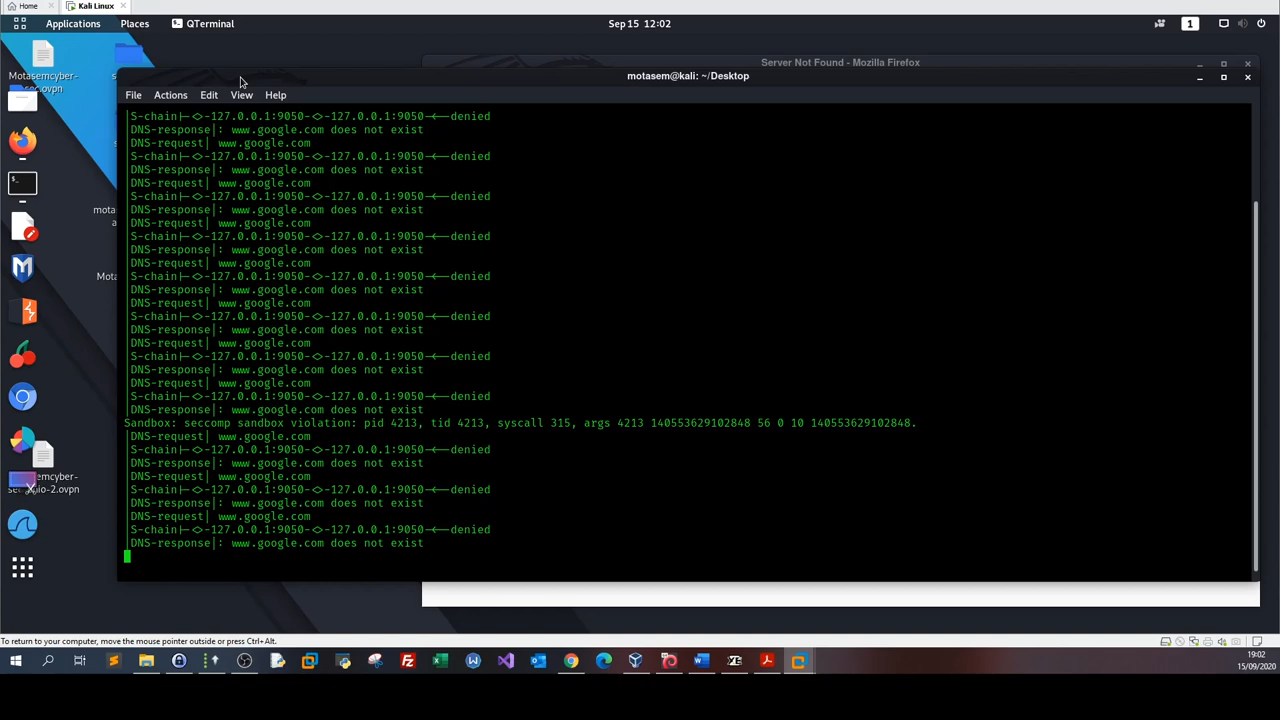 Home
Kali Linux
Applications
Places
QTerminal
Sep 15 12:02
1
Server Not Found - Mozilla Firefox
motasem@kali: ~/Desktop
File Actions Edit View Help
S-chain|-<>-127.0.0.1:9050-<>-127.0.0.1:9050-<--denied
|DNS-response|: www.google.com does not exist
|DNS-request| www.google.com
|S-chain|-<>-127.0.0.1:9050-<>-127.0.0.1:9050-<--denied
|DNS-response|: www.google.com does not exist
|DNS-request| www.google.com
|S-chain|-<>-127.0.0.1:9050-<>-127.0.0.1:9050-<--denied
|DNS-response|: www.google.com does not exist
|DNS-request| www.google.com
|S-chain|-<>-127.0.0.1:9050-<>-127.0.0.1:9050-<--denied
|DNS-response|: www.google.com does not exist
|DNS-request| www.google.com
|S-chain|-<>-127.0.0.1:9050-<>-127.0.0.1:9050-<--denied
|DNS-response|: www.google.com does not exist
|DNS-request| www.google.com
|S-chain|-<>-127.0.0.1:9050-<>-127.0.0.1:9050-<--denied
|DNS-response|: www.google.com does not exist
|DNS-request| www.google.com
|S-chain|-<>-127.0.0.1:9050-<>-127.0.0.1:9050-<--denied
|DNS-response|: www.google.com does not exist
|DNS-request| www.google.com
|S-chain|-<>-127.0.0.1:9050-<>-127.0.0.1:9050-<--denied
|DNS-response|: www.google.com does not exist
Sandbox: seccomp sandbox violation: pid 4213, tid 4213, syscall 315, args 4213 140553629102848 56 0 10 140553629102848.
|DNS-request| www.google.com
|S-chain|-<>-127.0.0.1:9050-<>-127.0.0.1:9050-<--denied
|DNS-response|: www.google.com does not exist
|DNS-request| www.google.com
|S-chain|-<>-127.0.0.1:9050-<>-127.0.0.1:9050-<--denied
|DNS-response|: www.google.com does not exist
|DNS-request| www.google.com
|S-chain|-<>-127.0.0.1:9050-<>-127.0.0.1:9050-<--denied
|DNS-response|: www.google.com does not exist
Motasemcyber-
sec.ovpn
mota
Mota
To return to your computer, move the mouse pointer outside or press Ctrl+Alt.
19:02
15/09/2020